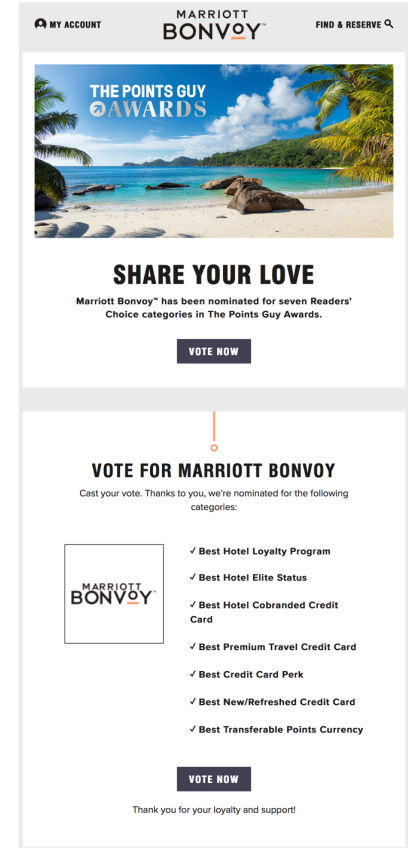 MY ACCOUNT
MARRIOTT
BONVOY™
FIND & RESERVE
THE POINTS GUY
AWARDS
SHARE YOUR LOVE
Marriott Bonvoy™ has been nominated for seven Readers'
Choice categories in The Points Guy Awards.
VOTE NOW
VOTE FOR MARRIOTT BONVOY
Cast your vote. Thanks to you, we're nominated for the following
categories:
MARRIOTT
BONVOY™
✓ Best Hotel Loyalty Program
✓ Best Hotel Elite Status
✓ Best Hotel Cobranded Credit
Card
✓ Best Premium Travel Credit Card
✓ Best Credit Card Perk
✓ Best New/Refreshed Credit Card
✓ Best Transferable Points Currency
VOTE NOW
Thank you for your loyalty and support!